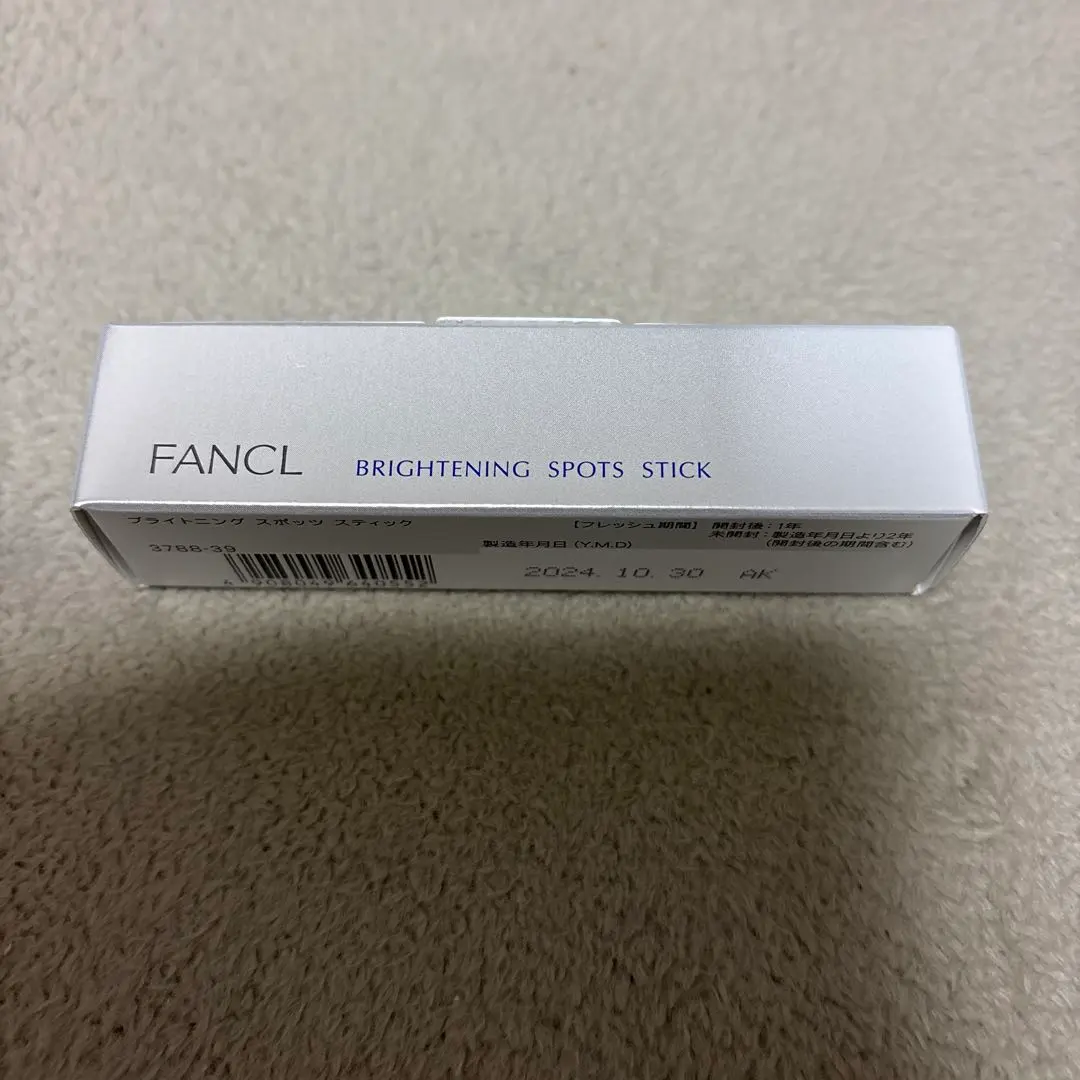 FANCL BRIGHTENING SPOTS STICK
ブライトニング スポッツ スティック
【フレッシュ期間】 開封後：1年
未開封：製造年月日より2年
(開封後の期間含む)
3788-39
製造年月日 (Y.M.D)
2024. 10. 30 AK
4 908049 640552